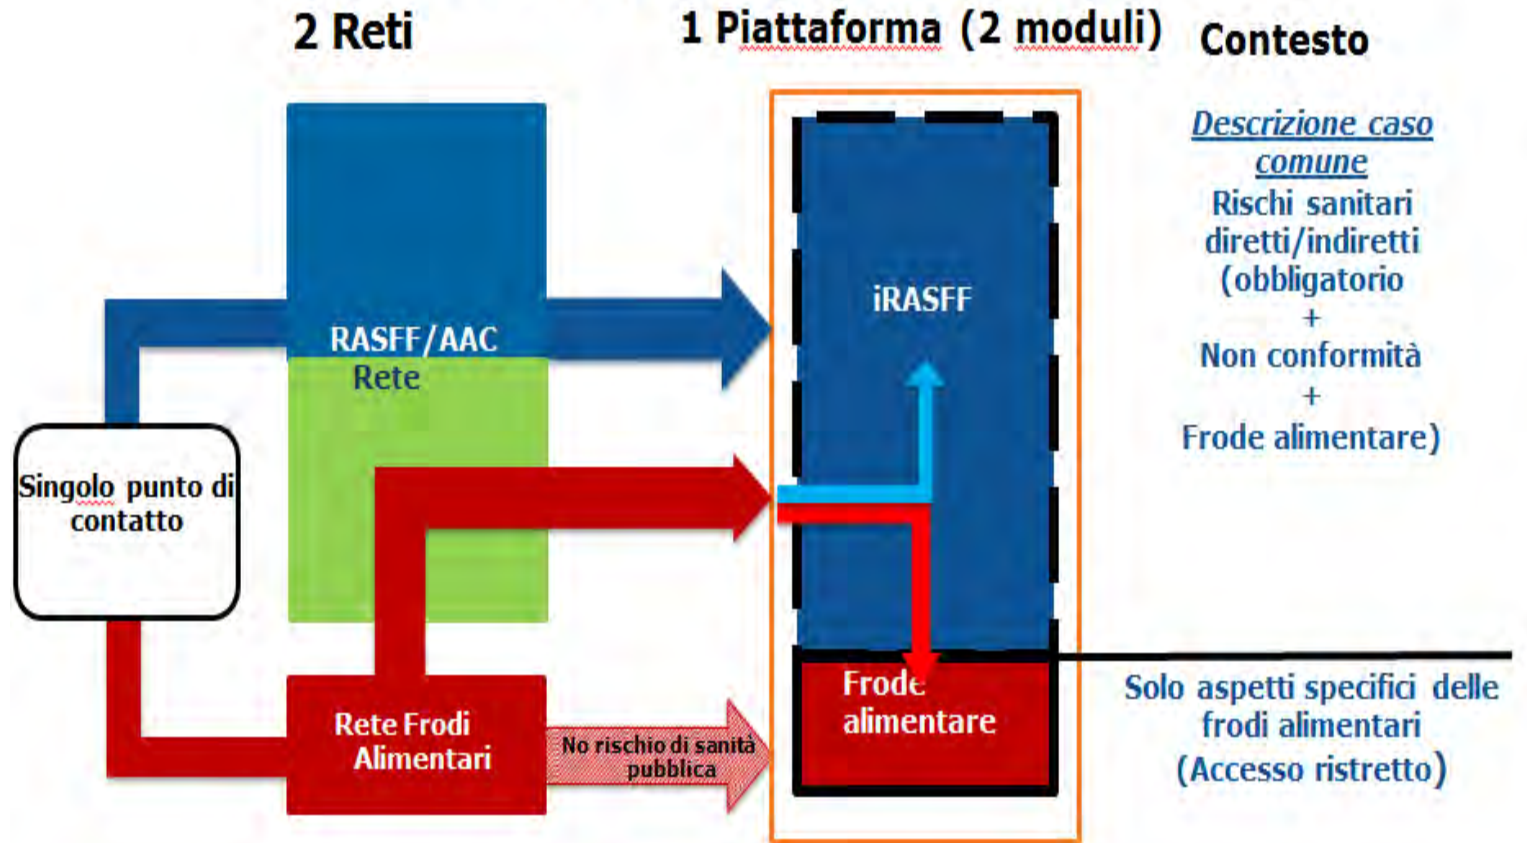 2 Reti
1 Piattaforma (2 moduli)
Contesto
RASFF/AAC
Rete
Singolo punto di
contatto
Rete Frodi
Alimentari
No rischio di sanità
pubblica
iRASFF
Frode
alimentare
Descrizione caso
comune
Rischi sanitari
diretti/indiretti
(obbligatorio
+
Non conformità
+
Frode alimentare)
Solo aspetti specifici delle
frodi alimentari
(Accesso ristretto)